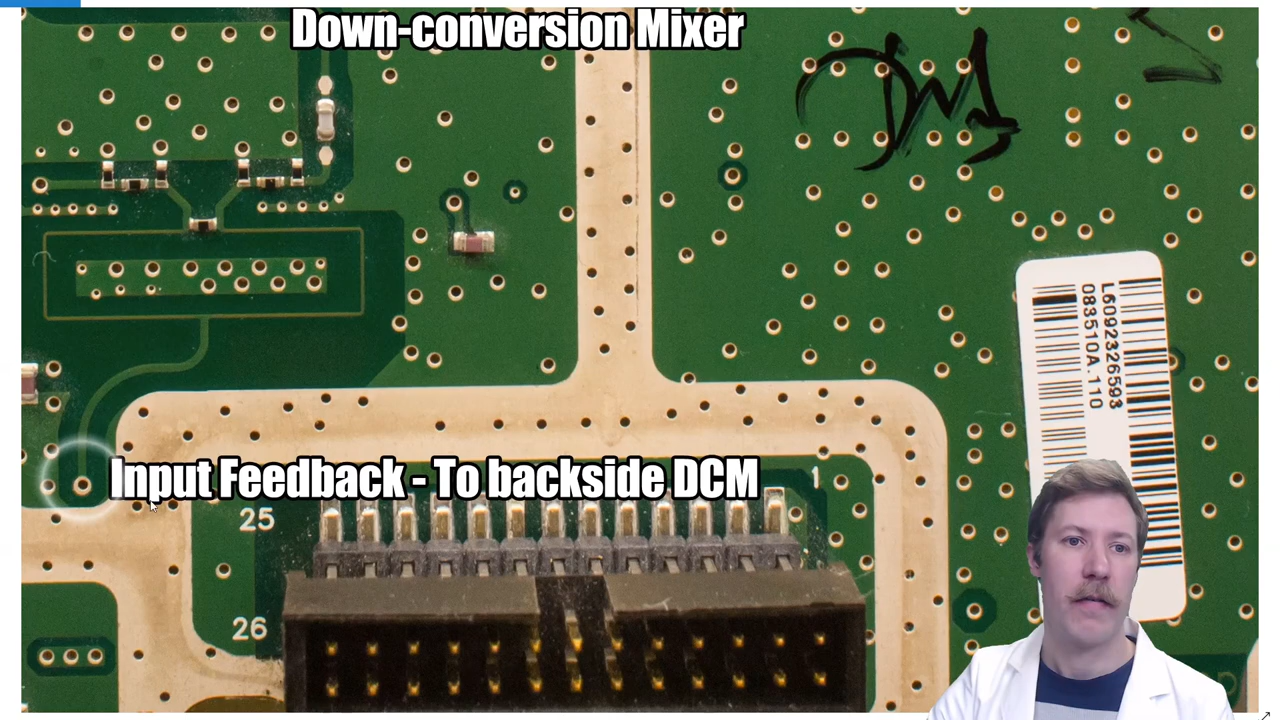 Down-conversion Mixer
L6092326593
083510A.110
Input Feedback - To backside DCM
1
25
26